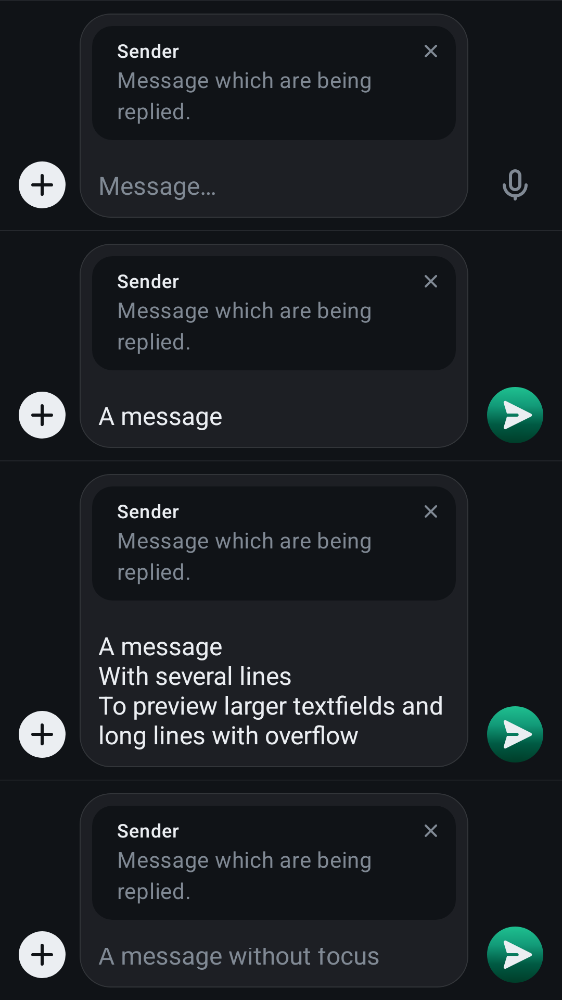 Sender
Message which are being
replied.
Message…
Sender
Message which are being
replied.
A message
Sender
Message which are being
replied.
A message
With several lines
To preview larger textfields and
long lines with overflow
Sender
Message which are being
replied.
A message without focus